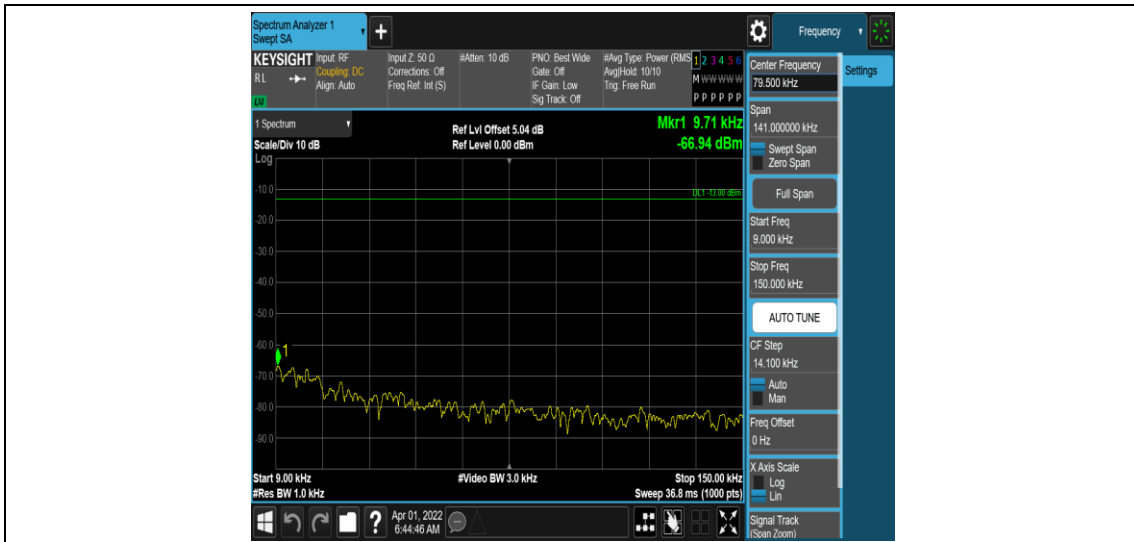 Spectrum Analyzer 1
Swept SA
+
Frequency
KEYSIGHT
RL
LXI
Input: RF
Coupling: DC
Align: Auto
Input Z: 50 Ω
Corrections: Off
Freq Ref: Int (S)
#Atten: 10 dB
PNO: Best Wide
Gate: Off
IF Gain: Low
Sig Track: Off
#Avg Type: Power (RMS
Avg|Hold: 10/10
Trig: Free Run
1 2 3 4 5 6
M W W W W W
P P P P P P
Center Frequency
79.500 kHz
Settings
Span
141.000000 kHz
Swept Span
Zero Span
Full Span
Start Freq
9.000 kHz
Stop Freq
150.000 kHz
AUTO TUNE
CF Step
14.100 kHz
Auto
Man
Freq Offset
0 Hz
X Axis Scale
Log
Lin
Signal Track
(Span Zoom)
1 Spectrum
Scale/Div 10 dB
Log
Ref Lvl Offset 5.04 dB
Ref Level 0.00 dBm
Mkr1 9.71 kHz
-66.94 dBm
DL1 -13.00 dBm
-10.0
-20.0
-30.0
-40.0
-50.0
-60.0
1
-70.0
-80.0
-90.0
Start 9.00 kHz
#Res BW 1.0 kHz
#Video BW 3.0 kHz
Stop 150.00 kHz
Sweep 36.8 ms (1000 pts)
?
Apr 01, 2022
6:44:46 AM